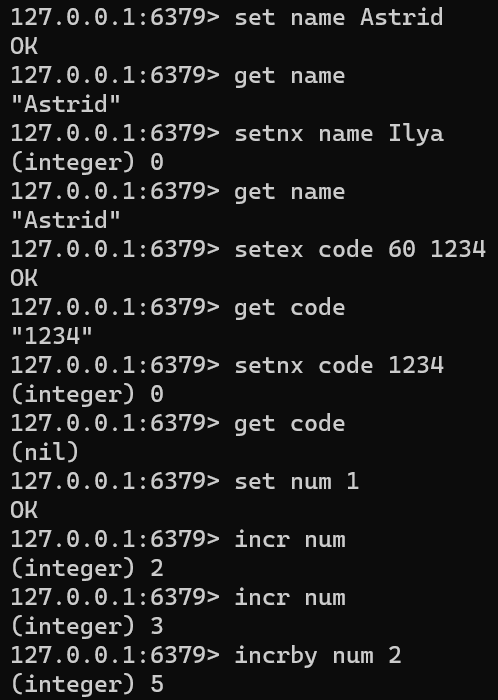 127.0.0.1:6379> set name Astrid
OK
127.0.0.1:6379> get name
"Astrid"
127.0.0.1:6379> setnx name Ilya
(integer) 0
127.0.0.1:6379> get name
"Astrid"
127.0.0.1:6379> setex code 60 1234
OK
127.0.0.1:6379> get code
"1234"
127.0.0.1:6379> setnx code 1234
(integer) 0
127.0.0.1:6379> get code
(nil)
127.0.0.1:6379> set num 1
OK
127.0.0.1:6379> incr num
(integer) 2
127.0.0.1:6379> incr num
(integer) 3
127.0.0.1:6379> incrby num 2
(integer) 5